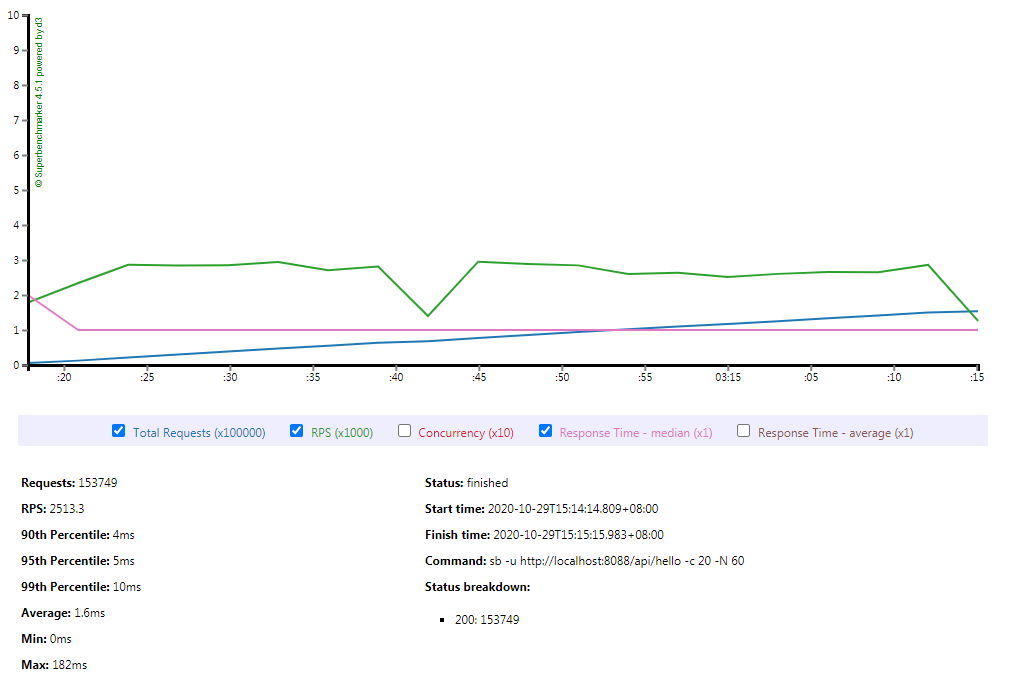 10
9
8
7
6
5
4
3
2
1
0
© Superbenchmarker 4.5.1 powered by d3
:20 :25 :30 :35 :40 :45 :50 :55 03:15 :05 :10 :15
Total Requests (x100000) RPS (x1000) Concurrency (x10) Response Time - median (x1) Response Time - average (x1)
Requests: 153749
RPS: 2513.3
90th Percentile: 4ms
95th Percentile: 5ms
99th Percentile: 10ms
Average: 1.6ms
Min: 0ms
Max: 182ms
Status: finished
Start time: 2020-10-29T15:14:14.809+08:00
Finish time: 2020-10-29T15:15:15.983+08:00
Command: sb -u http://localhost:8088/api/hello -c 20 -N 60
Status breakdown:
200: 153749